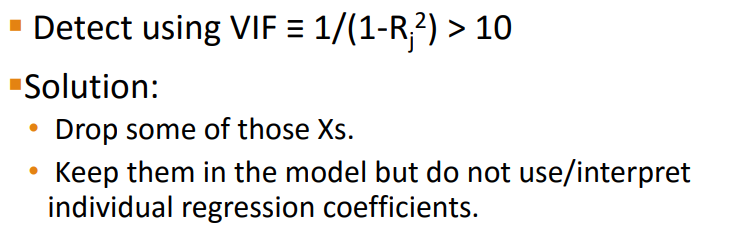 ▪ Detect using VIF ≡ 1/(1-Rⱼ²) > 10
▪Solution:
• Drop some of those Xs.
• Keep them in the model but do not use/interpret
individual regression coefficients.